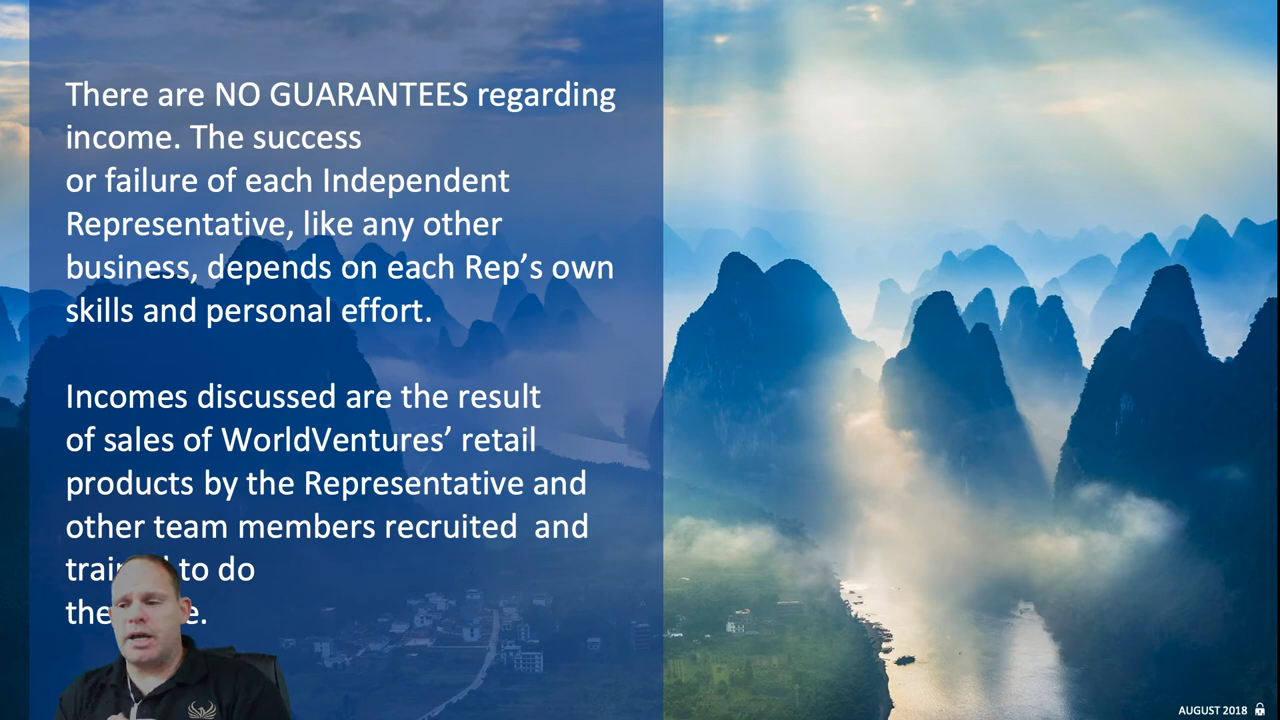 There are NO GUARANTEES regarding
income. The success
or failure of each Independent
Representative, like any other
business, depends on each Rep’s own
skills and personal effort.
Incomes discussed are the result
of sales of WorldVentures’ retail
products by the Representative and
other team members recruited and
to do
AUGUST 2018